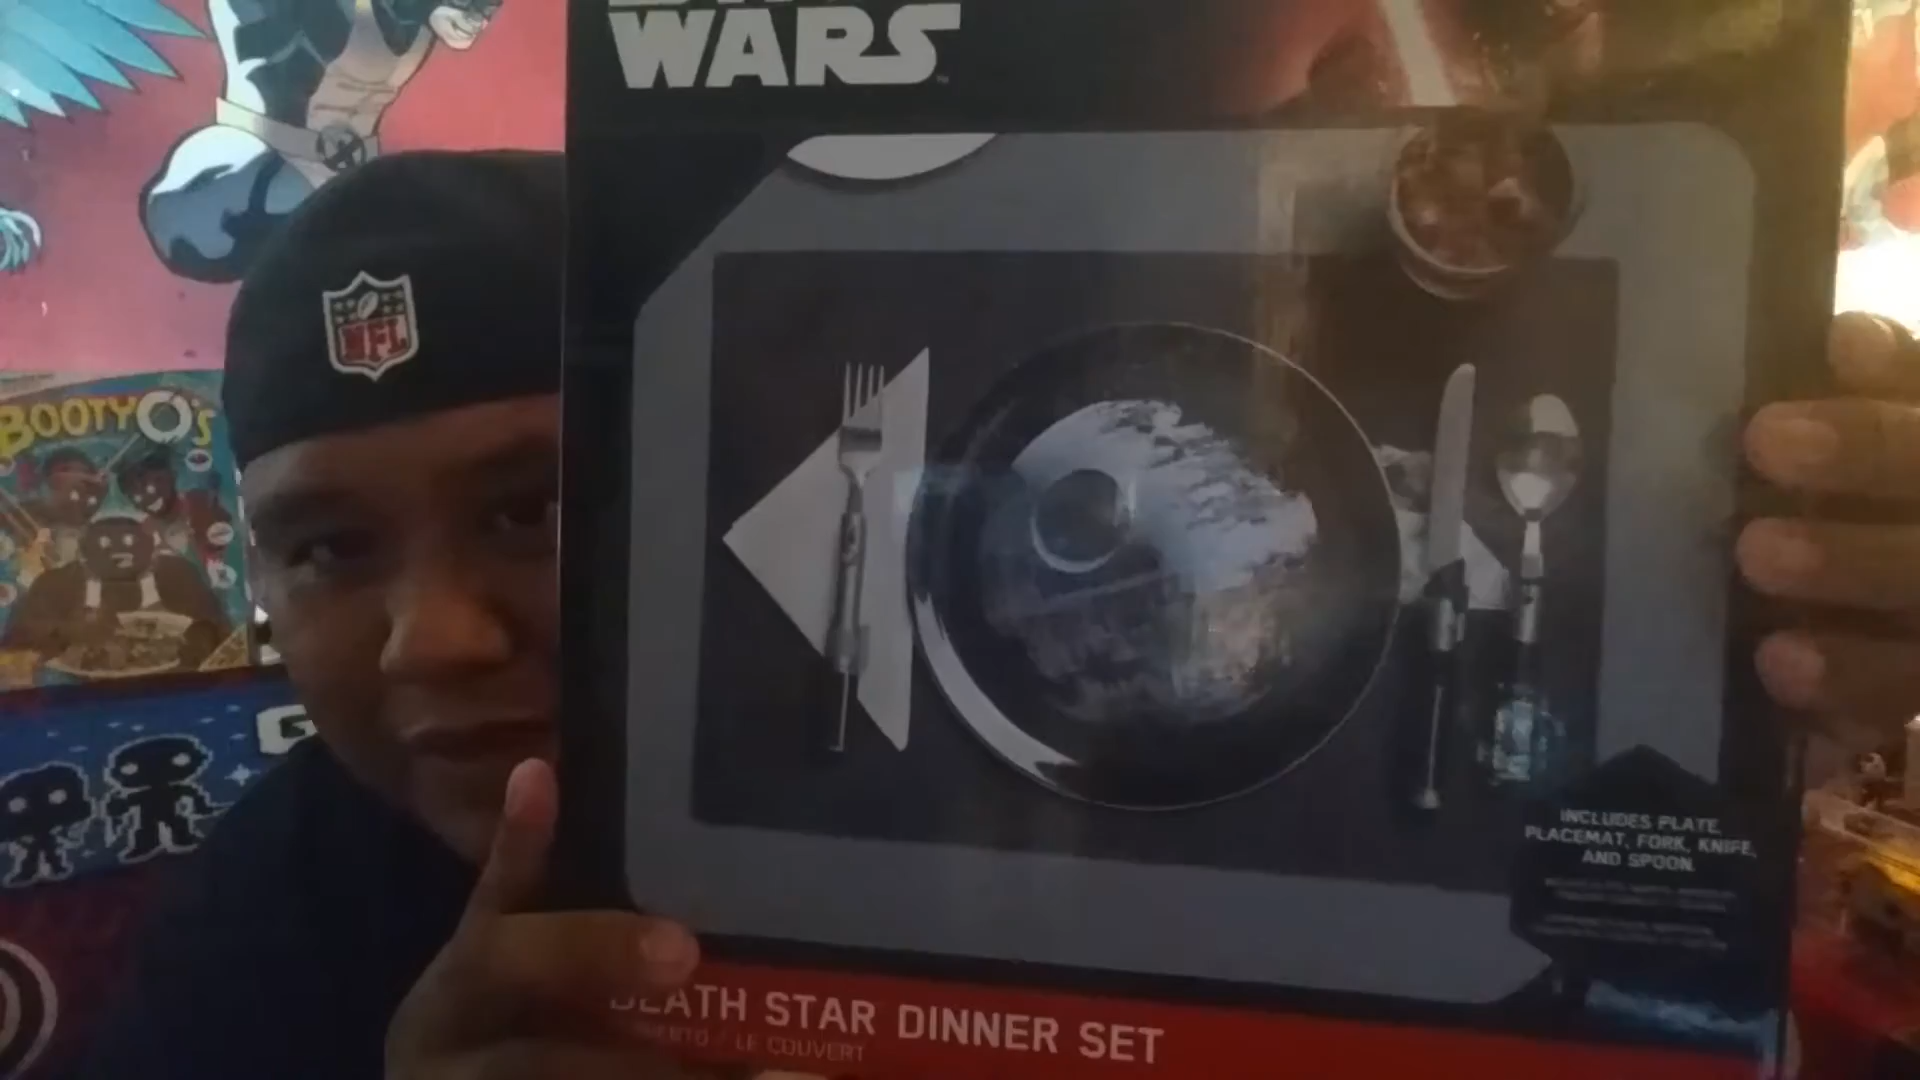 WARS
NFL
BOOTYO'S
INCLUDES PLATE,
PLACEMAT, FORK, KNIFE,
AND SPOON.
DEATH STAR DINNER SET
/ LE COUVERT